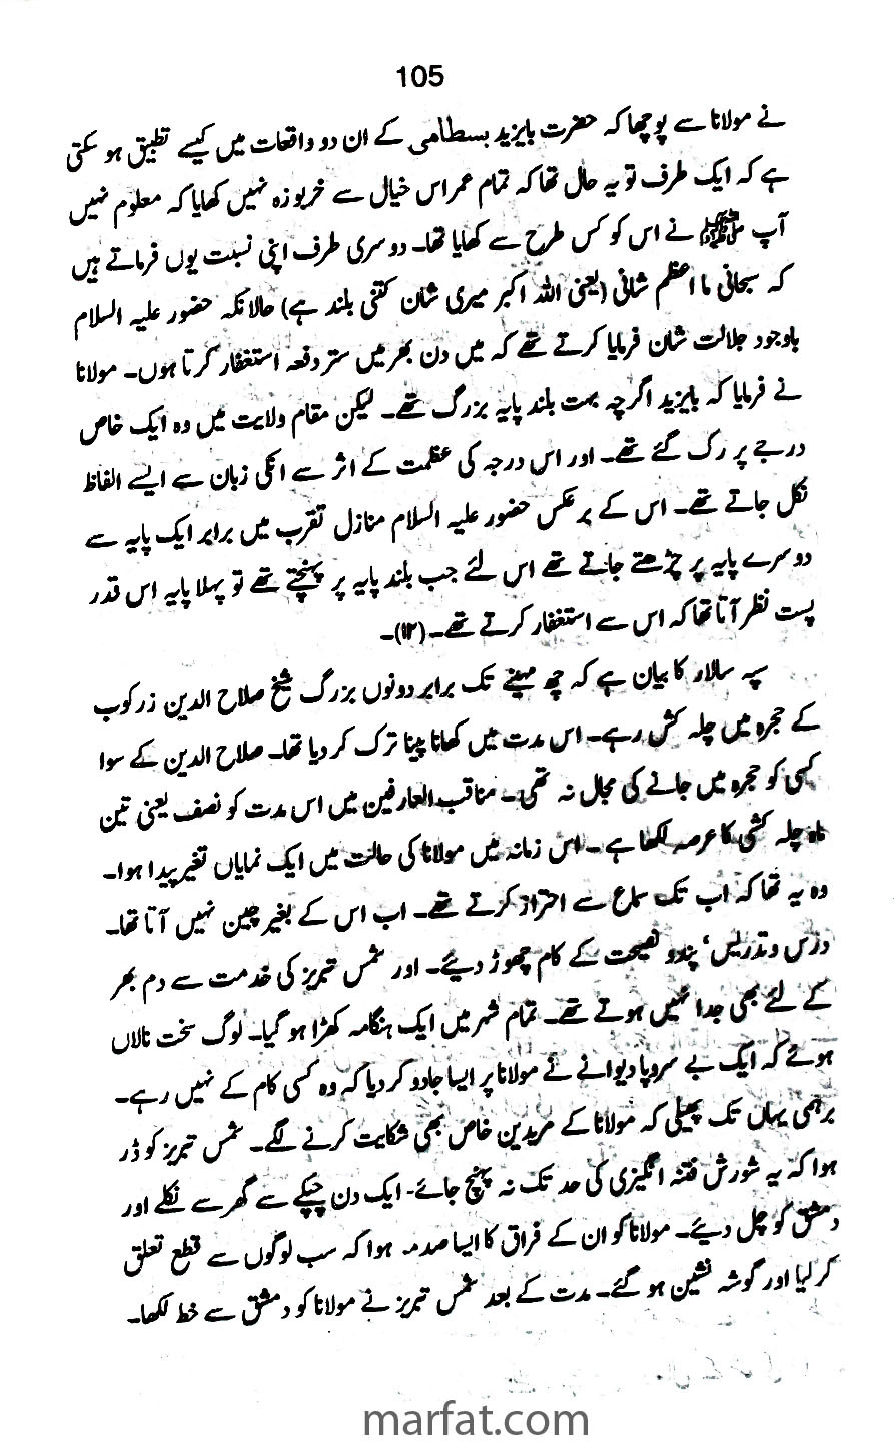 105
نے مولانا سے پوچھا کہ حضرت بایزید بسطامی کے ان دو واقعات میں کیسے تطبیق ہو سکتی
ہے کہ ایک طرف تو یہ حال تھا کہ تمام عمر اس خیال سے خربوزہ نہیں کھایا کہ معلوم نہیں
آپ ﷺ نے اس کو کس طرح سے کھایا تھا۔ دوسری طرف اپنی نسبت یوں فرماتے ہیں
کہ سبحانی ما اعظم شانی (یعنی اللہ اکبر میری شان کتنی بلند ہے) حالانکہ حضور علیہ السلام
باوجود جلالت شان فرمایا کرتے تھے کہ میں دن بھر میں ستر دفعہ استغفار کرتا ہوں۔ مولانا
نے فرمایا کہ بایزید اگرچہ بہت بلند پایہ بزرگ تھے۔ لیکن مقام ولایت میں وہ ایک خاص
درجے پر رک گئے تھے۔ اور اس درجہ کی عظمت کے اثر سے انکی زبان سے ایسے الفاظ
نکل جاتے تھے۔ اس کے برعکس حضور علیہ السلام منازل تقرب میں برابر ایک پایہ سے
دوسرے پایہ پر چڑھتے جاتے تھے اس لئے جب بلند پایہ پر پہنچتے تھے تو پہلا پایہ اس قدر
پست نظر آتا تھا کہ اس سے استغفار کرتے تھے۔ (۱۲)۔
سپہ سالار کا بیان ہے کہ چھ مہینے تک برابر دونوں بزرگ شیخ صلاح الدین زرکوب
کے حجرہ میں چلہ کش رہے۔ اس مدت میں کھانا پینا ترک کر دیا تھا۔ صلاح الدین کے سوا
کسی کو حجرہ میں جانے کی مجال نہ تھی۔ مناقب العارفین میں اس مدت کو نصف یعنی تین
ماہ چلہ کشی کا عرصہ لکھا ہے۔ اس زمانہ میں مولانا کی حالت میں ایک نمایاں تغیر پیدا ہوا۔
وہ یہ تھا کہ اب تک سماع سے احتراز کرتے تھے۔ اب اس کے بغیر چین نہیں آتا تھا۔
درس و تدریس‘ پندو نصیحت کے کام چھوڑ دیئے۔ اور شمس تبریز کی خدمت سے دم بھر
کے لئے بھی جدا نہیں ہوتے تھے۔ تمام شہر میں ایک ہنگامہ کھڑا ہو گیا۔ لوگ سخت نالاں
ہوئے کہ ایک بے سروپا دیوانے نے مولانا پر ایسا جادو کر دیا کہ وہ کسی کام کے نہیں رہے۔
برہمی یہاں تک پھیلی کہ مولانا کے مریدین خاص بھی شکایت کرنے لگے۔ شمس تبریز کو ڈر
ہوا کہ یہ شورش فتنہ انگیزی کی حد تک نہ پہنچ جائے۔ ایک دن چپکے سے گھر سے نکلے اور
دمشق کو چل دیئے۔ مولانا کو ان کے فراق کا ایسا صدمہ ہوا کہ سب لوگوں سے قطع تعلق
کر لیا اور گوشہ نشین ہو گئے۔ مدت کے بعد شمس تبریز نے مولانا کو دمشق سے خط لکھا۔
marfat.com